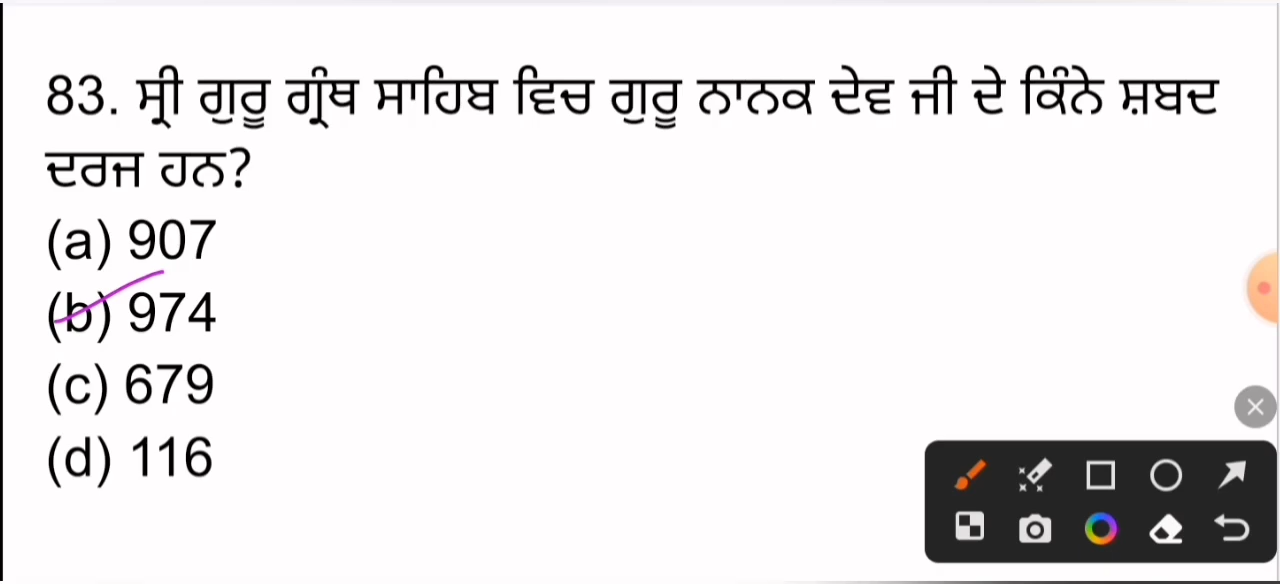 83. ਸ੍ਰੀ ਗੁਰੂ ਗ੍ਰੰਥ ਸਾਹਿਬ ਵਿਚ ਗੁਰੂ ਨਾਨਕ ਦੇਵ ਜੀ ਦੇ ਕਿੰਨੇ ਸ਼ਬਦ
ਦਰਜ ਹਨ?
(a) 907
(b) 974
(c) 679
(d) 116